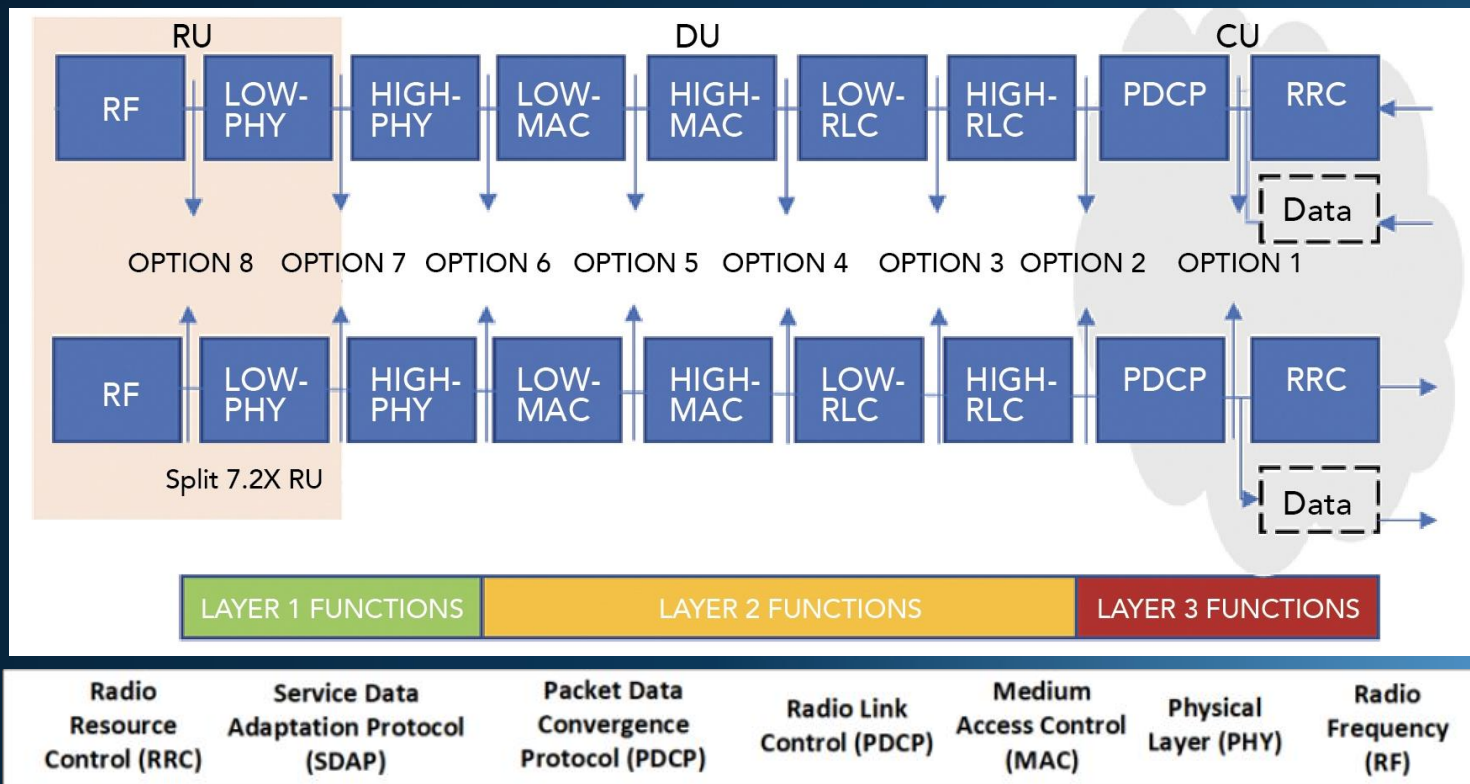 RU DU CU
RF LOW-PHY HIGH-PHY LOW-MAC HIGH-MAC LOW-RLC HIGH-RLC PDCP RRC
Data
OPTION 8 OPTION 7 OPTION 6 OPTION 5 OPTION 4 OPTION 3 OPTION 2 OPTION 1
RF LOW-PHY HIGH-PHY LOW-MAC HIGH-MAC LOW-RLC HIGH-RLC PDCP RRC
Split 7.2X RU
Data
LAYER 1 FUNCTIONS LAYER 2 FUNCTIONS LAYER 3 FUNCTIONS
Radio
Resource
Control (RRC)
Service Data
Adaptation Protocol
(SDAP)
Packet Data
Convergence
Protocol (PDCP)
Radio Link
Control (PDCP)
Medium
Access Control
(MAC)
Physical
Layer (PHY)
Radio
Frequency
(RF)